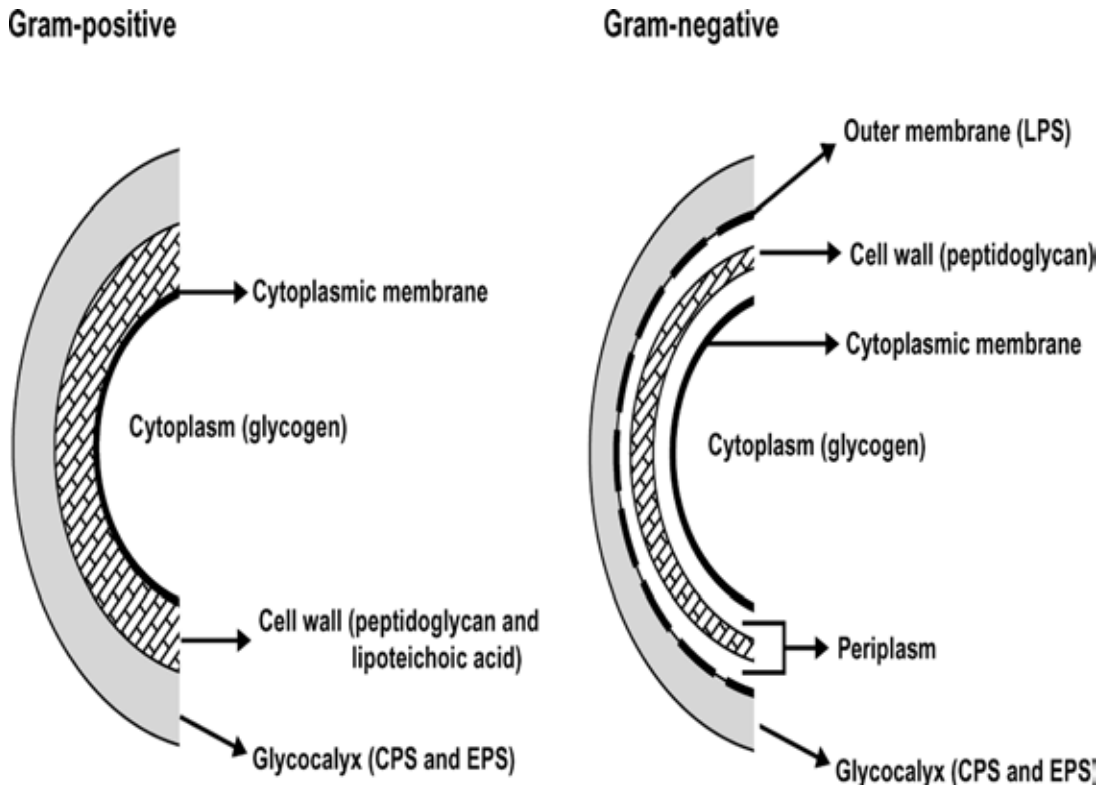 Gram-positive
Cytoplasmic membrane
Cytoplasm (glycogen)
Cell wall (peptidoglycan and
lipoteichoic acid)
Glycocalyx (CPS and EPS)
Gram-negative
Outer membrane (LPS)
Cell wall (peptidoglycan)
Cytoplasmic membrane
Cytoplasm (glycogen)
Periplasm
Glycocalyx (CPS and EPS)